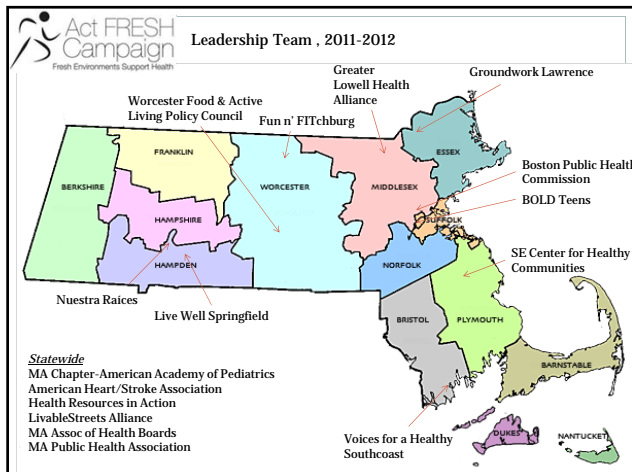 Act FRESH
Campaign
Fresh Environments Support Health
Leadership Team , 2011-2012
Greater
Lowell Health
Alliance
Groundwork Lawrence
Worcester Food & Active
Living Policy Council
Fun n' FITchburg
FRANKLIN
ESSEX
BERKSHIRE
WORCESTER
MIDDLESEX
Boston Public Health
Commission
BOLD Teens
HAMPSHIRE
SUFFOLK
HAMPDEN
NORFOLK
SE Center for Healthy
Communities
Nuestra Raíces
Live Well Springfield
BRISTOL
PLYMOUTH
BARNSTABLE
Statewide
MA Chapter-American Academy of Pediatrics
American Heart/Stroke Association
Health Resources in Action
LivableStreets Alliance
MA Assoc of Health Boards
MA Public Health Association
Voices for a Healthy
Southcoast
DUKES
NANTUCKET